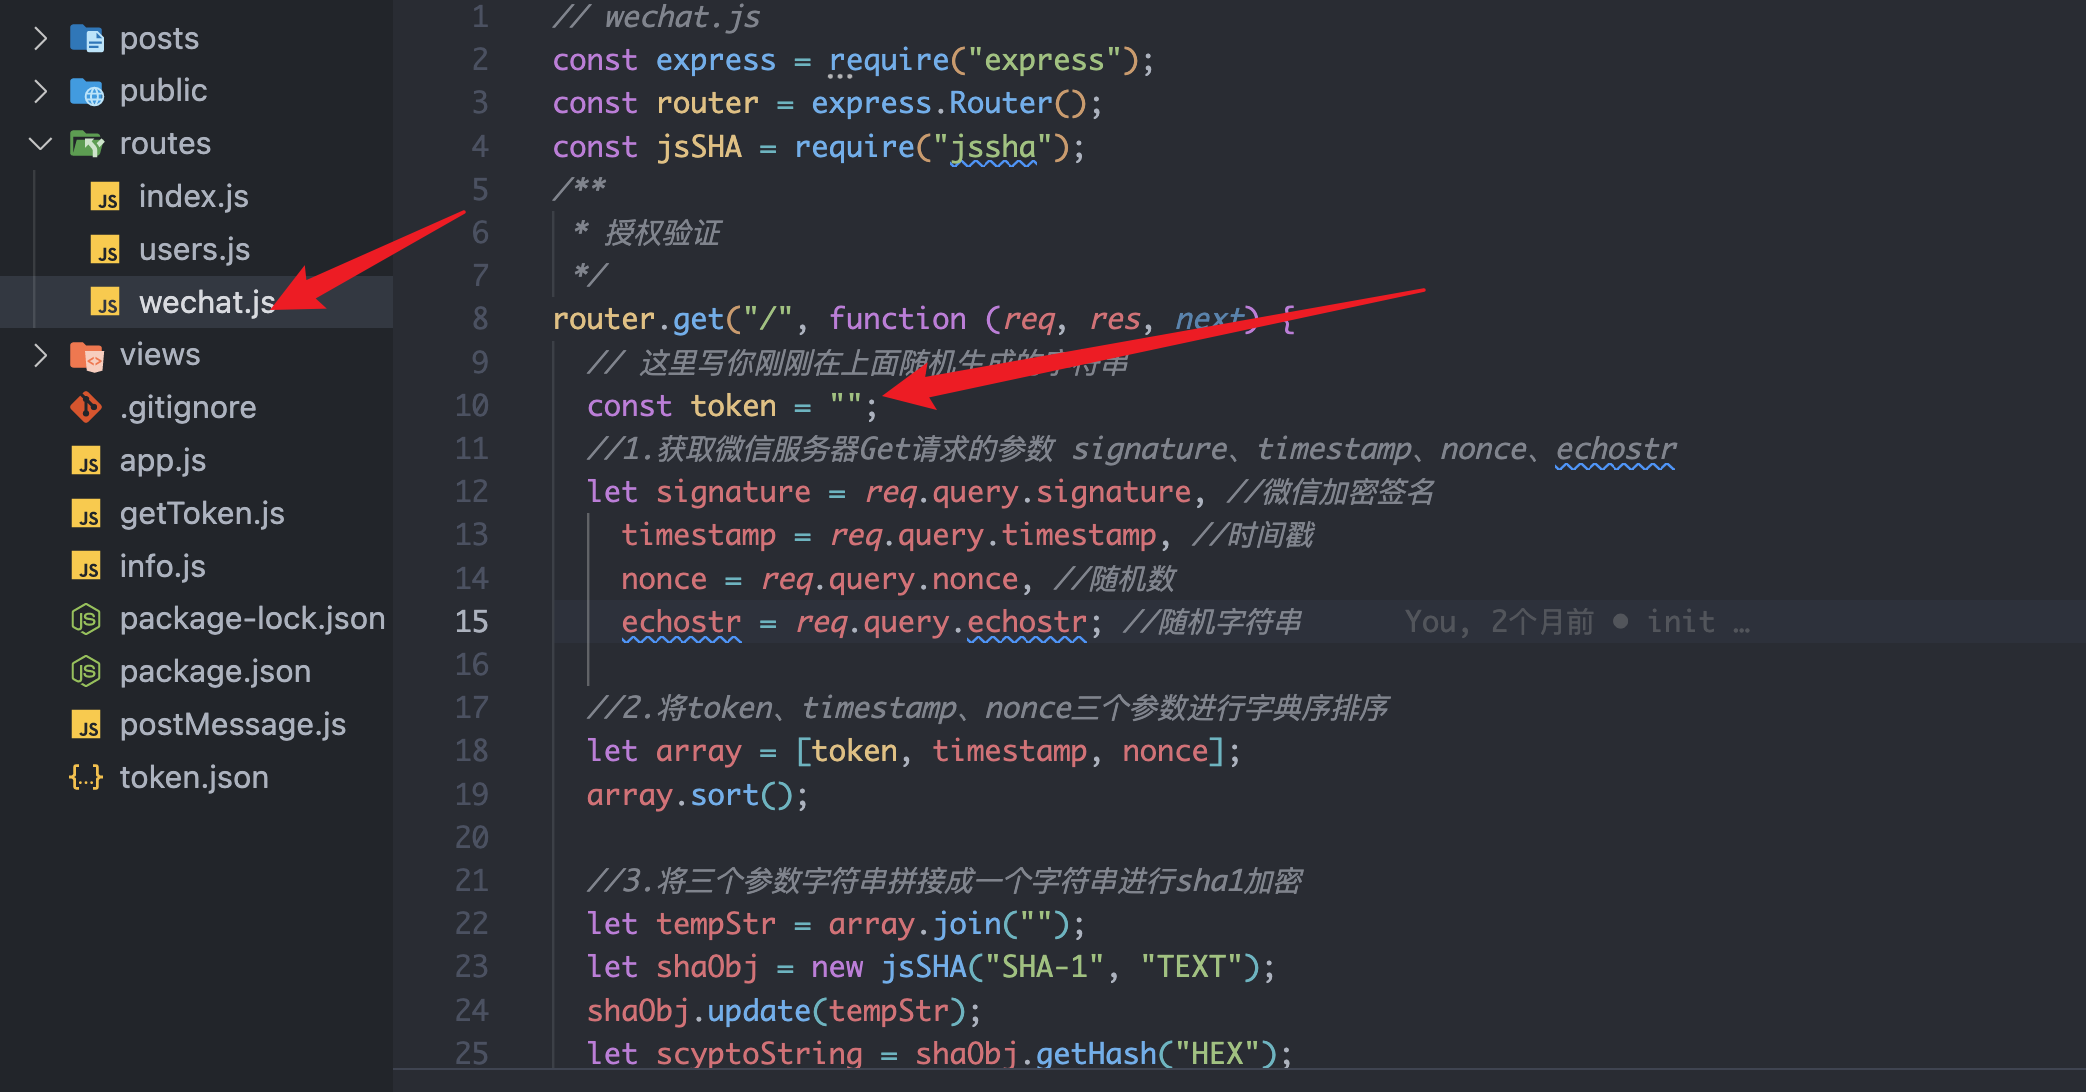 posts
public
routes
index.js
users.js
wechat.js
views
.gitignore
app.js
getToken.js
info.js
package-lock.json
package.json
postMessage.js
token.json
1 // wechat.js
2 const express = require("express");
3 const router = express.Router();
4 const jsSHA = require("jssha");
5 /**
6 * 授权验证
7 */
8 router.get("/", function (req, res, next) {
9 // 这里写你刚刚在上面随机生成的字符串
10 const token = "";
11 //1.获取微信服务器Get请求的参数 signature、timestamp、nonce、echostr
12 let signature = req.query.signature, //微信加密签名
13 timestamp = req.query.timestamp, //时间戳
14 nonce = req.query.nonce, //随机数
15 echostr = req.query.echostr; //随机字符串 You, 2个月前 • init …
16
17 //2.将token、timestamp、nonce三个参数进行字典序排序
18 let array = [token, timestamp, nonce];
19 array.sort();
20
21 //3.将三个参数字符串拼接成一个字符串进行sha1加密
22 let tempStr = array.join("");
23 let shaObj = new jsSHA("SHA-1", "TEXT");
24 shaObj.update(tempStr);
25 let scyptoString = shaObj.getHash("HEX");